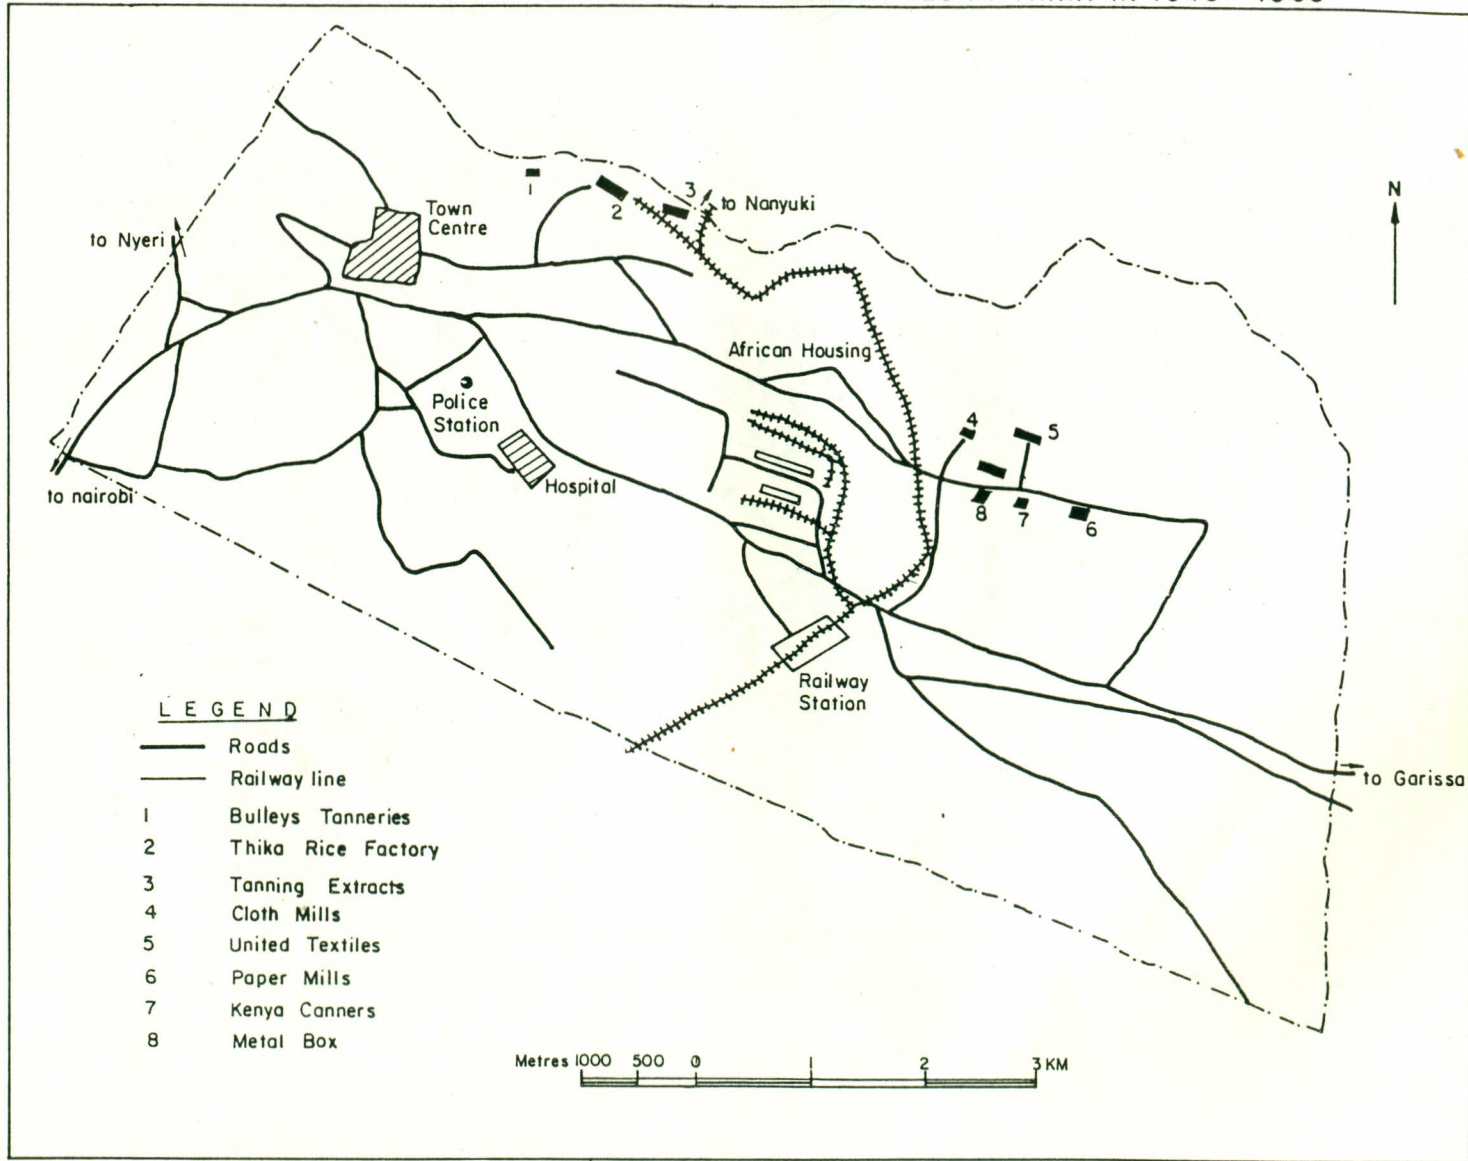 to Nyeri
Town
Centre
1
2
3
to Nanyuki
N
African Housing
Police
Station
Hospital
to nairobi
4
5
8
7
6
Railway
Station
to Garissa
LEGEND
Roads
Railway line
1 Bulleys Tanneries
2 Thika Rice Factory
3 Tanning Extracts
4 Cloth Mills
5 United Textiles
6 Paper Mills
7 Kenya Canners
8 Metal Box
Metres 1000 500 0 1 2 3 KM